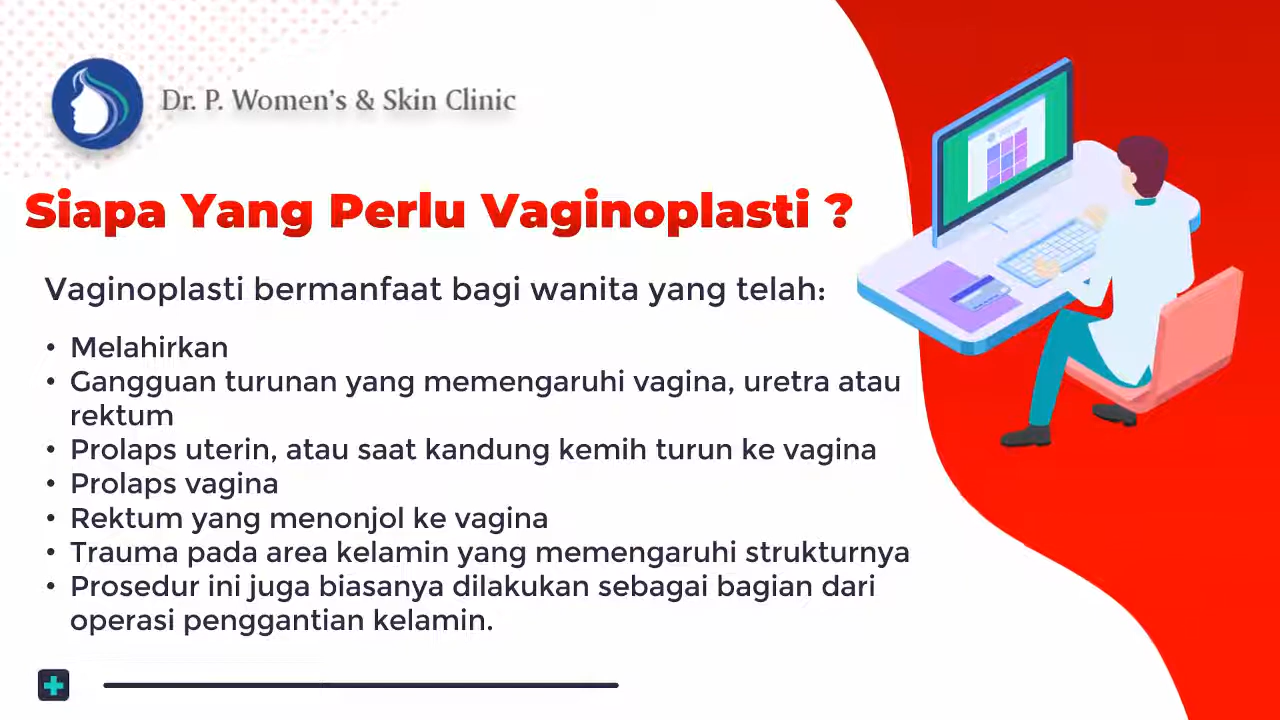 Dr. P. Women's & Skin Clinic
Siapa Yang Perlu Vaginoplasti ?
Vaginoplasti bermanfaat bagi wanita yang telah:
• Melahirkan
• Gangguan turunan yang memengaruhi vagina, uretra atau
rektum
• Prolaps uterin, atau saat kandung kemih turun ke vagina
• Prolaps vagina
• Rektum yang menonjol ke vagina
• Trauma pada area kelamin yang memengaruhi strukturnya
• Prosedur ini juga biasanya dilakukan sebagai bagian dari
operasi penggantian kelamin.